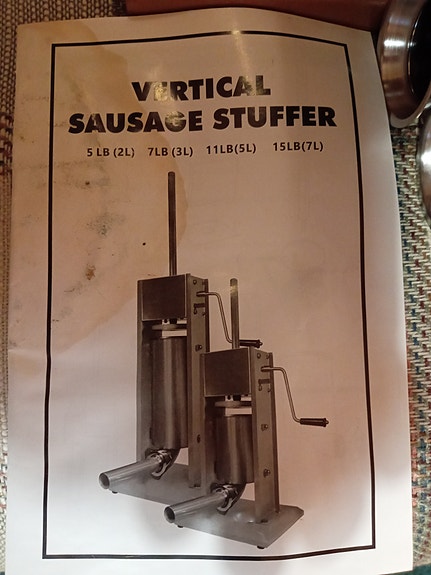 VERTICAL
SAUSAGE STUFFER
5 LB (2L) 7LB (3L) 11LB(5L) 15LB(7L)